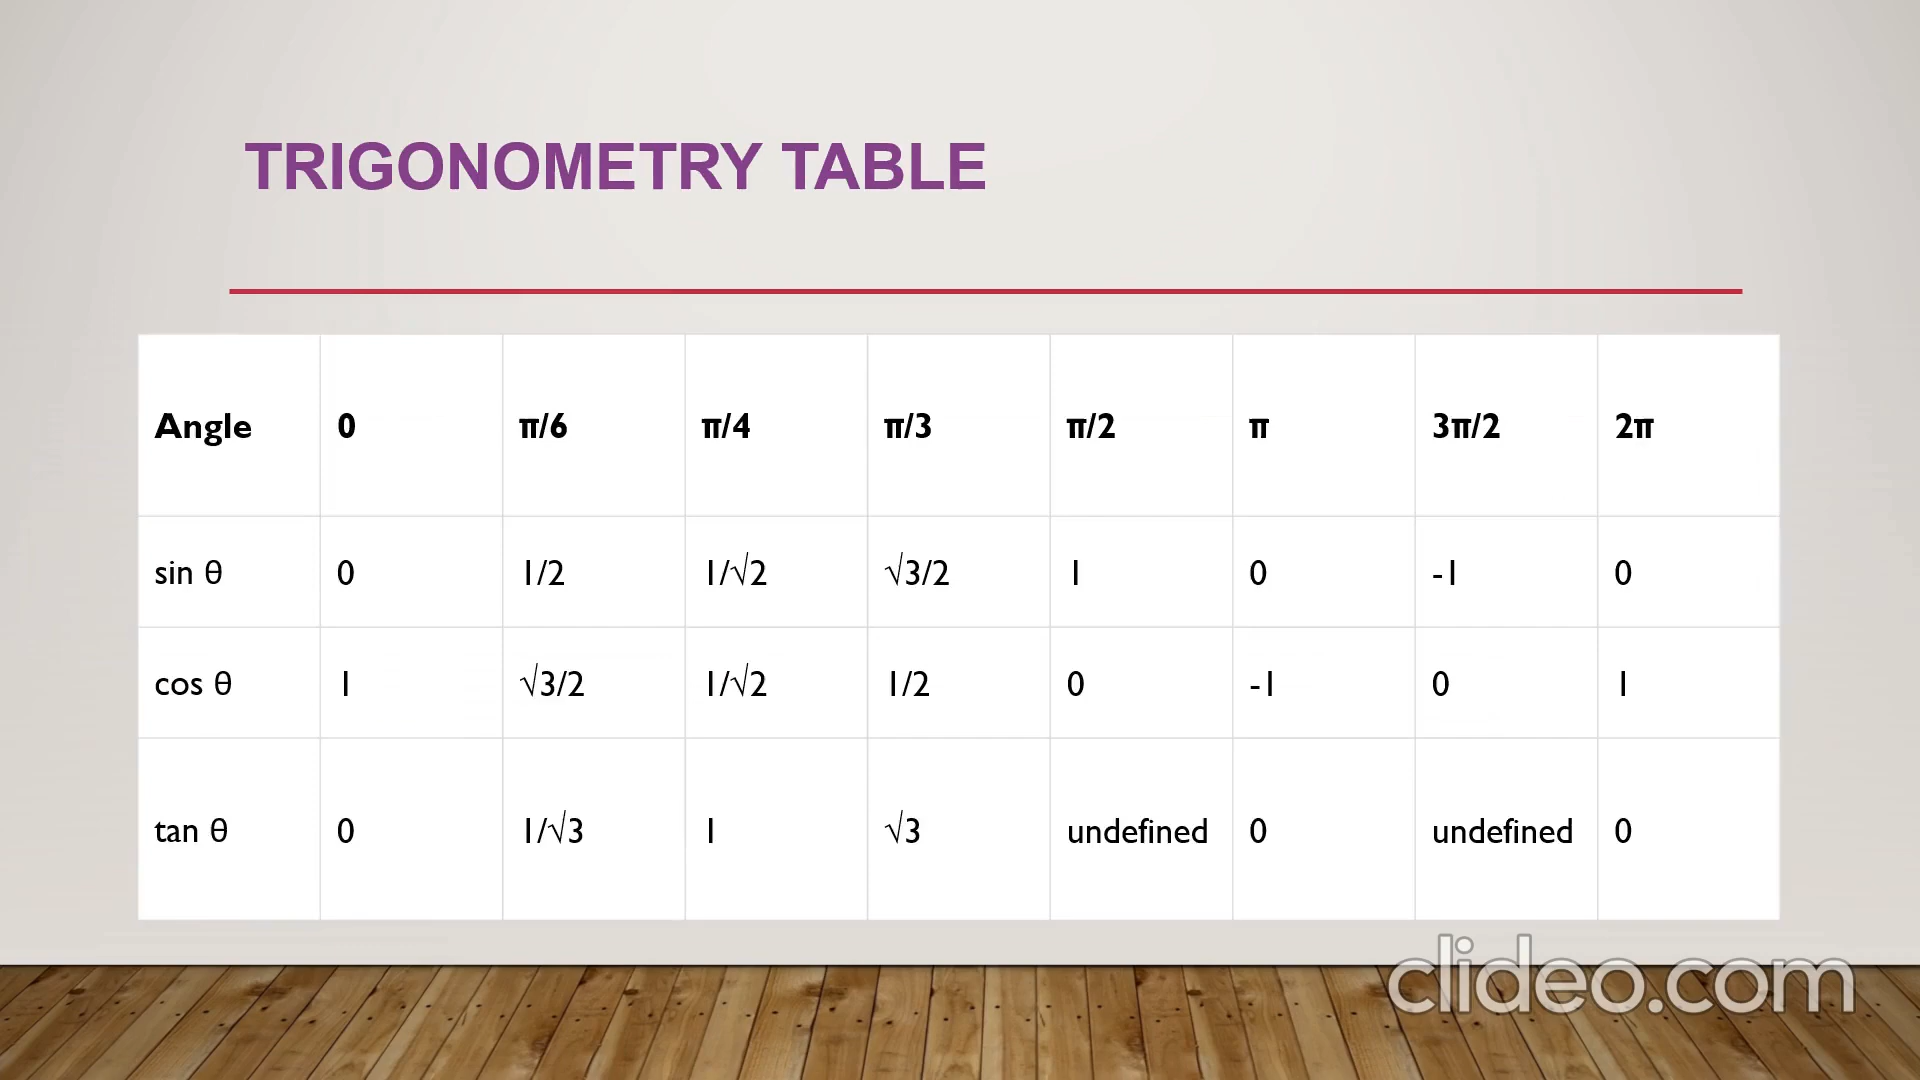 TRIGONOMETRY TABLE
Angle 0 π/6 π/4 π/3 π/2 π 3π/2 2π
sin θ 0 1/2 1/√2 √3/2 1 0 -1 0
cos θ 1 √3/2 1/√2 1/2 0 -1 0 1
tan θ 0 1/√3 1 √3 undefined 0 undefined 0
clideo.com